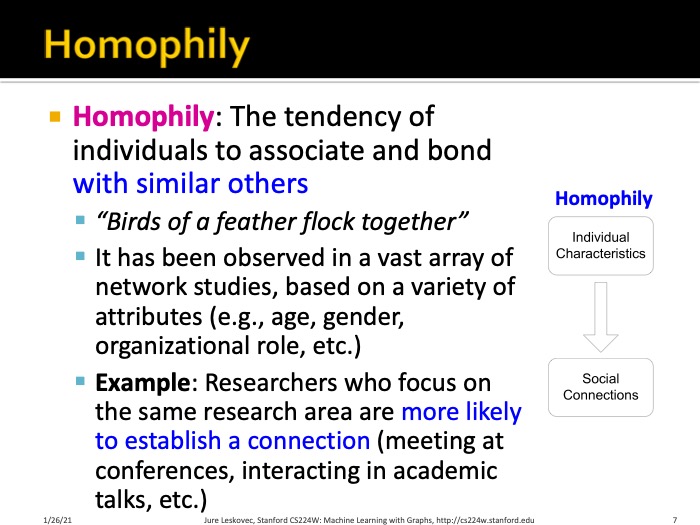 Homophily
Homophily: The tendency of
individuals to associate and bond
with similar others
“Birds of a feather flock together”
It has been observed in a vast array of
network studies, based on a variety of
attributes (e.g., age, gender,
organizational role, etc.)
Example: Researchers who focus on
the same research area are more likely
to establish a connection (meeting at
conferences, interacting in academic
talks, etc.)
Homophily
Individual
Characteristics
Social
Connections
1/26/21
Jure Leskovec, Stanford CS224W: Machine Learning with Graphs, http://cs224w.stanford.edu
7